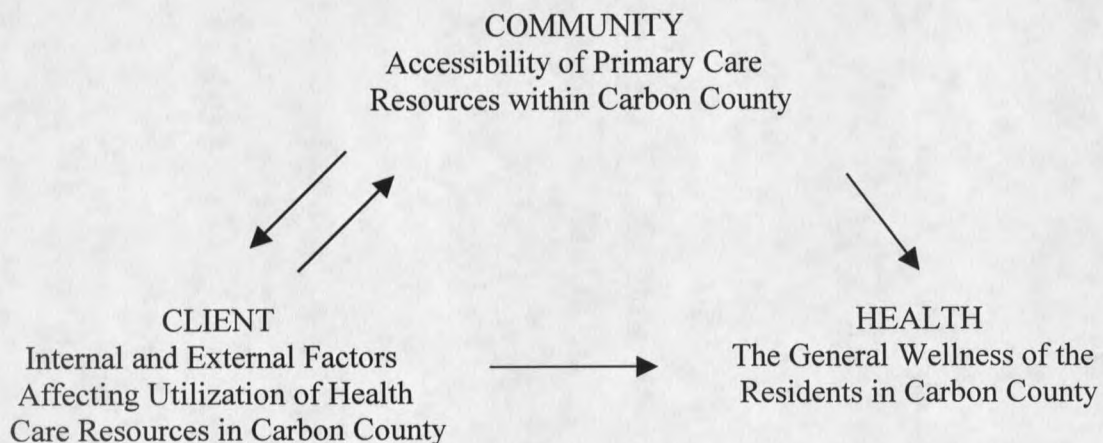 COMMUNITY
Accessibility of Primary Care
Resources within Carbon County
CLIENT
Internal and External Factors
Affecting Utilization of Health
Care Resources in Carbon County
HEALTH
The General Wellness of the
Residents in Carbon County